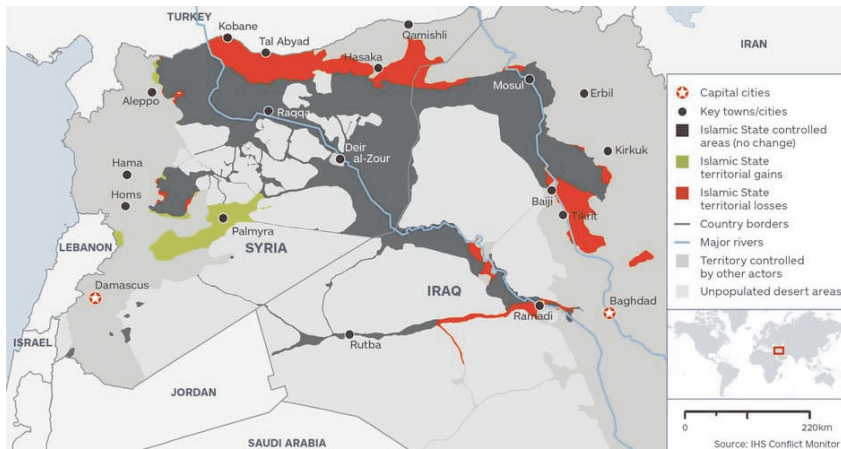 TURKEY
Kobane
Tal Abyad
Qamishli
Hasaka
IRAN
Aleppo
Raqqa
Mosul
Erbil
Deir
al-Zour
Kirkuk
Hama
Homs
Baiji
Tikrit
Palmyra
LEBANON
SYRIA
Damascus
IRAQ
Ramadi
Baghdad
Rutba
ISRAEL
JORDAN
SAUDI ARABIA
Capital cities
Key towns/cities
Islamic State
controlled
areas (no change)
Islamic State
territorial gains
Islamic State
territorial losses
Country borders
Major rivers
Territory controlled
by other actors
Unpopulated desert areas
0
220km
Source: IHS Conflict Monitor